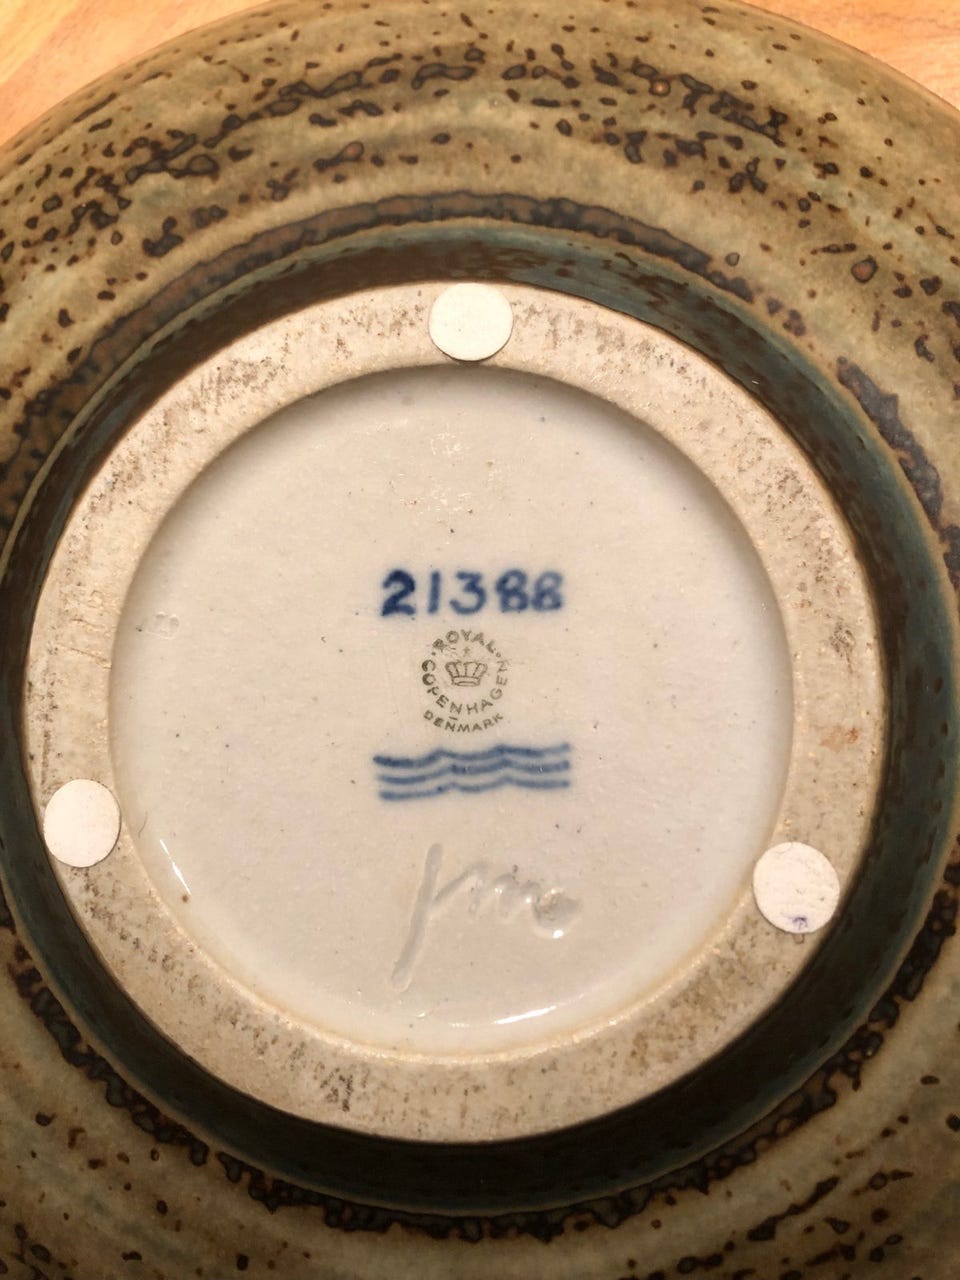 21388
ROYAL
COPENHAGEN
DENMARK